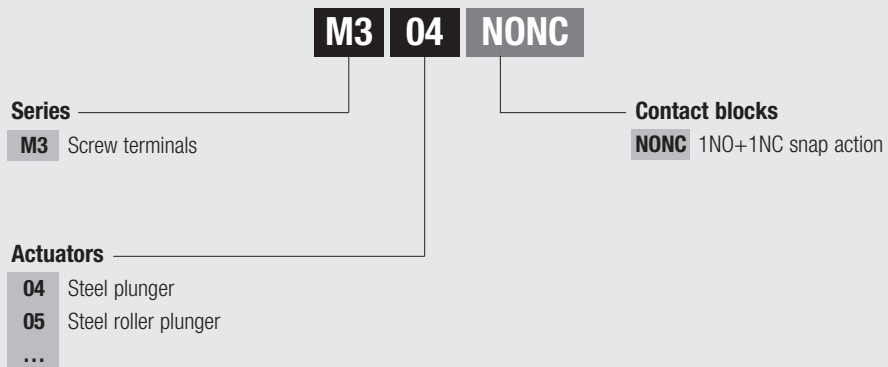 M3 04 NONC
Series
M3 Screw terminals
Contact blocks
NONC 1NO+1NC snap action
Actuators
04 Steel plunger
05 Steel roller plunger
...